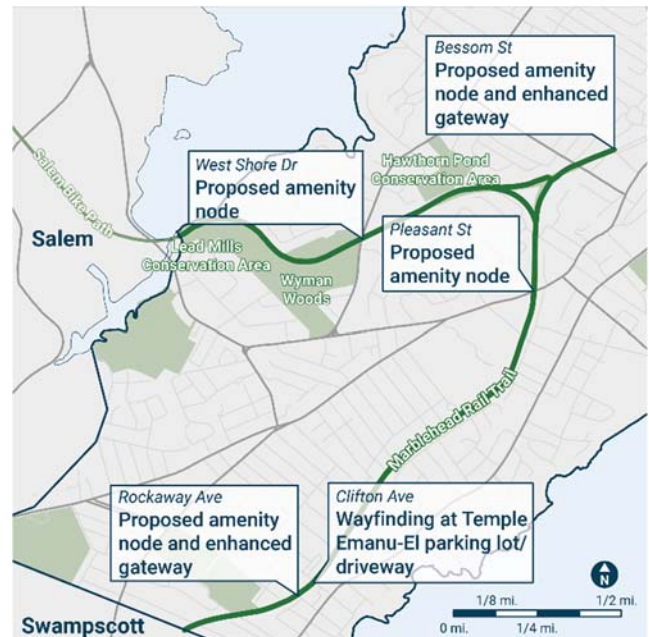 Bessom St
Proposed amenity
node and enhanced
gateway
West Shore Dr
Proposed amenity
node
Hawthorn Pond
Conservation Area
Salem Bike Path
Salem
Lead Mills
Conservation Area
Wyman
Woods
Pleasant St
Proposed
amenity node
Marblehead Rail Trail
Rockaway Ave
Proposed amenity
node and enhanced
gateway
Clifton Ave
Wayfinding at Temple
Emanu-El parking lot/
driveway
Swampscott
N
1/8 mi.
1/2 mi.
0 mi.
1/4 mi.